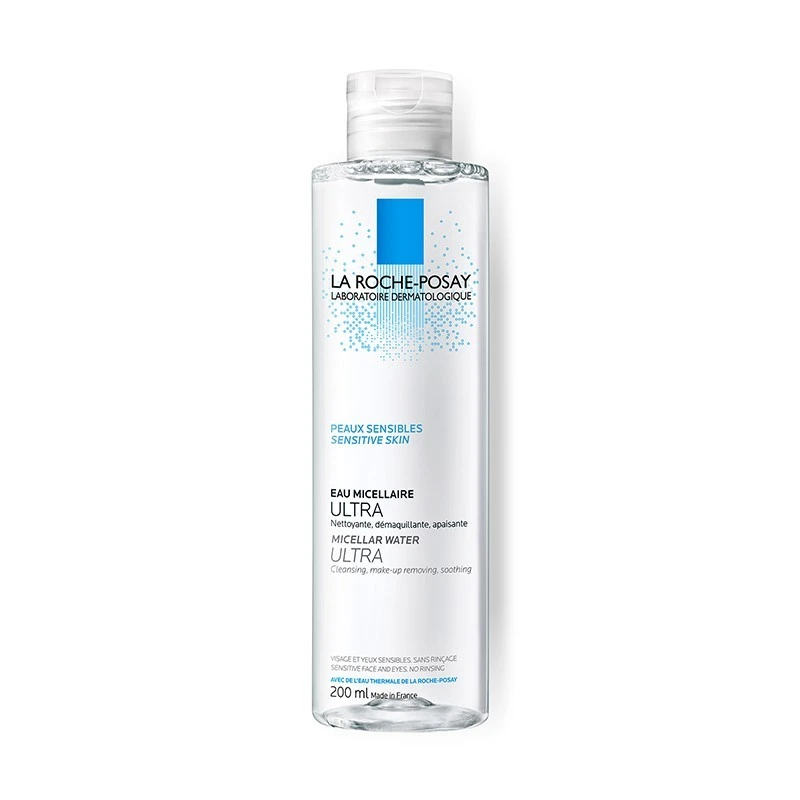 LA ROCHE-POSAY
LABORATOIRE DERMATOLOGIQUE
PEAUX SENSIBLES
SENSITIVE SKIN
EAU MICELLAIRE
ULTRA
Nettoyante, démaquillante, apaisante
MICELLAR WATER
ULTRA
Cleansing, make-up removing, soothing
VISAGE ET YEUX SENSIBLES. SANS RINÇAGE
SENSITIVE FACE AND EYES. NO RINSING
AVEC DE L'EAU THERMALE DE LA ROCHE-POSAY
200 ml Made in France